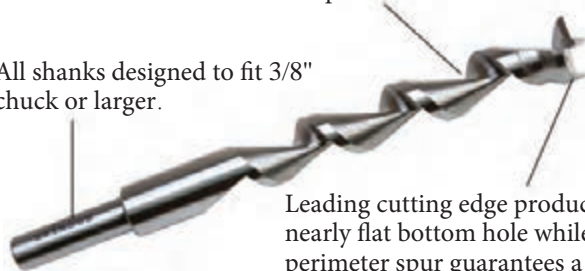 All shanks designed to fit 3/8"
chuck or larger.
Leading cutting edge produc
nearly flat bottom hole while
perimeter spur guarantees a